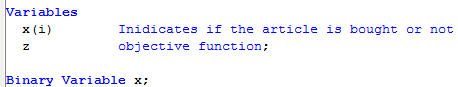 Variables
x(i) Inidicates if the article is bought or not
z objective function;
Binary Variable x;